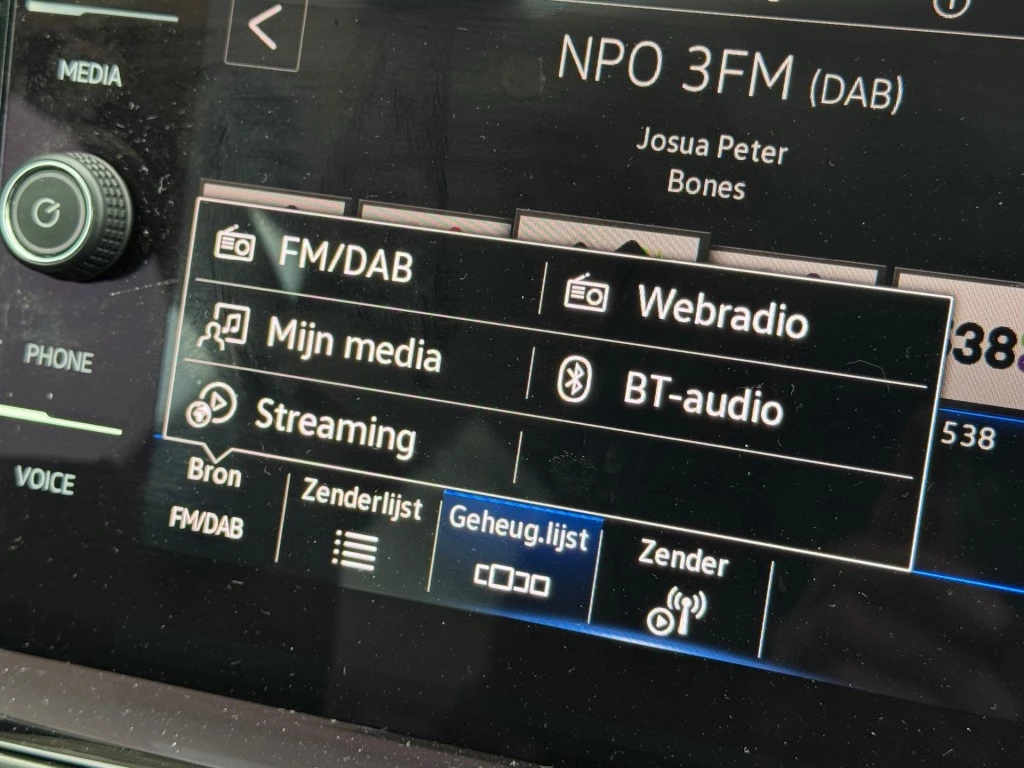 MEDIA
NPO 3FM (DAB)
Josua Peter
Bones
FM/DAB
Webradio
Mijn media
BT-audio
Streaming
38
538
PHONE
VOICE
Bron
FM/DAB
Zenderlijst
Geheug.lijst
Zender